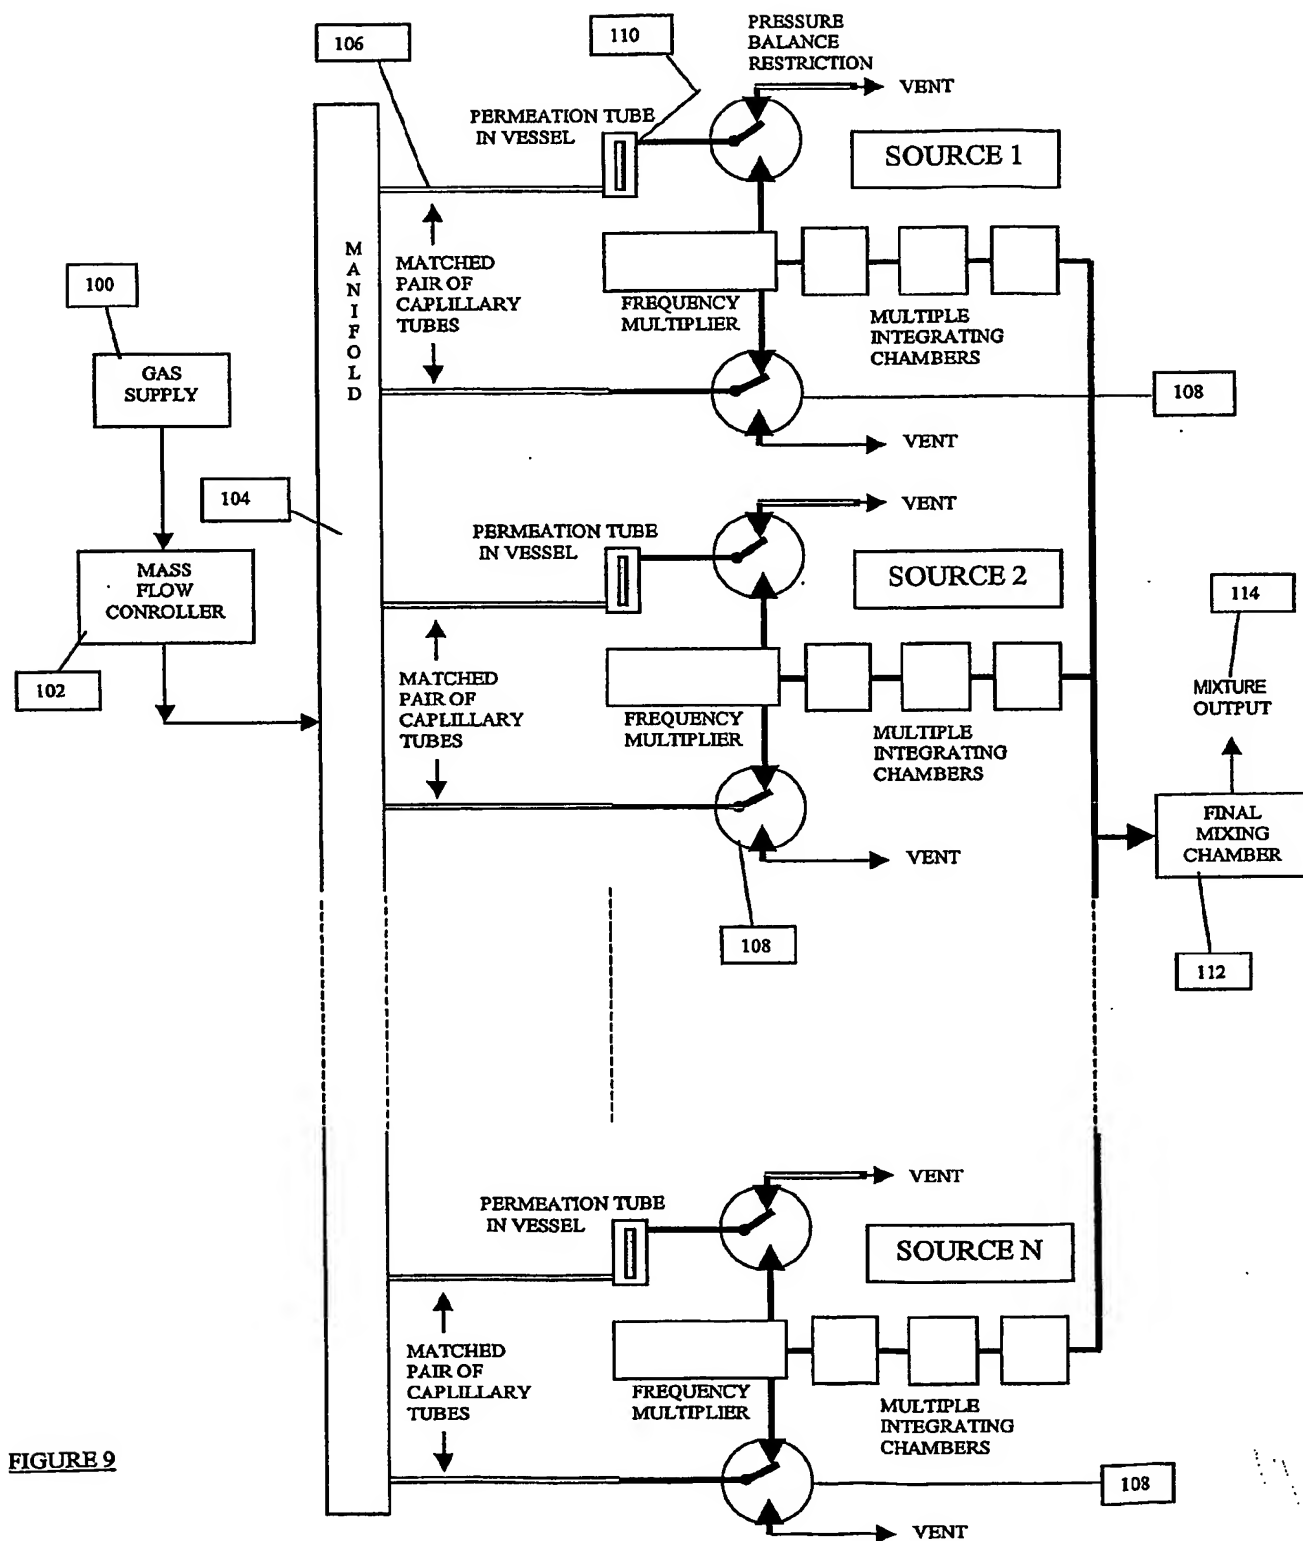 106
110
PRESSURE
BALANCE
RESTRICTION
VENT
PERMEATION TUBE
IN VESSEL
SOURCE 1
MANIFOLD
MATCHED
PAIR OF
CAPLILLARY
TUBES
FREQUENCY
MULTIPLIER
MULTIPLE
INTEGRATING
CHAMBERS
100
GAS
SUPPLY
108
VENT
104
VENT
PERMEATION TUBE
IN VESSEL
SOURCE 2
MASS
FLOW
CONROLLER
102
MATCHED
PAIR OF
CAPLILLARY
TUBES
FREQUENCY
MULTIPLIER
MULTIPLE
INTEGRATING
CHAMBERS
114
MIXTURE
OUTPUT
FINAL
MIXING
CHAMBER
VENT
108
112
VENT
PERMEATION TUBE
IN VESSEL
SOURCE N
MATCHED
PAIR OF
CAPLILLARY
TUBES
FREQUENCY
MULTIPLIER
MULTIPLE
INTEGRATING
CHAMBERS
FIGURE 9
108
VENT